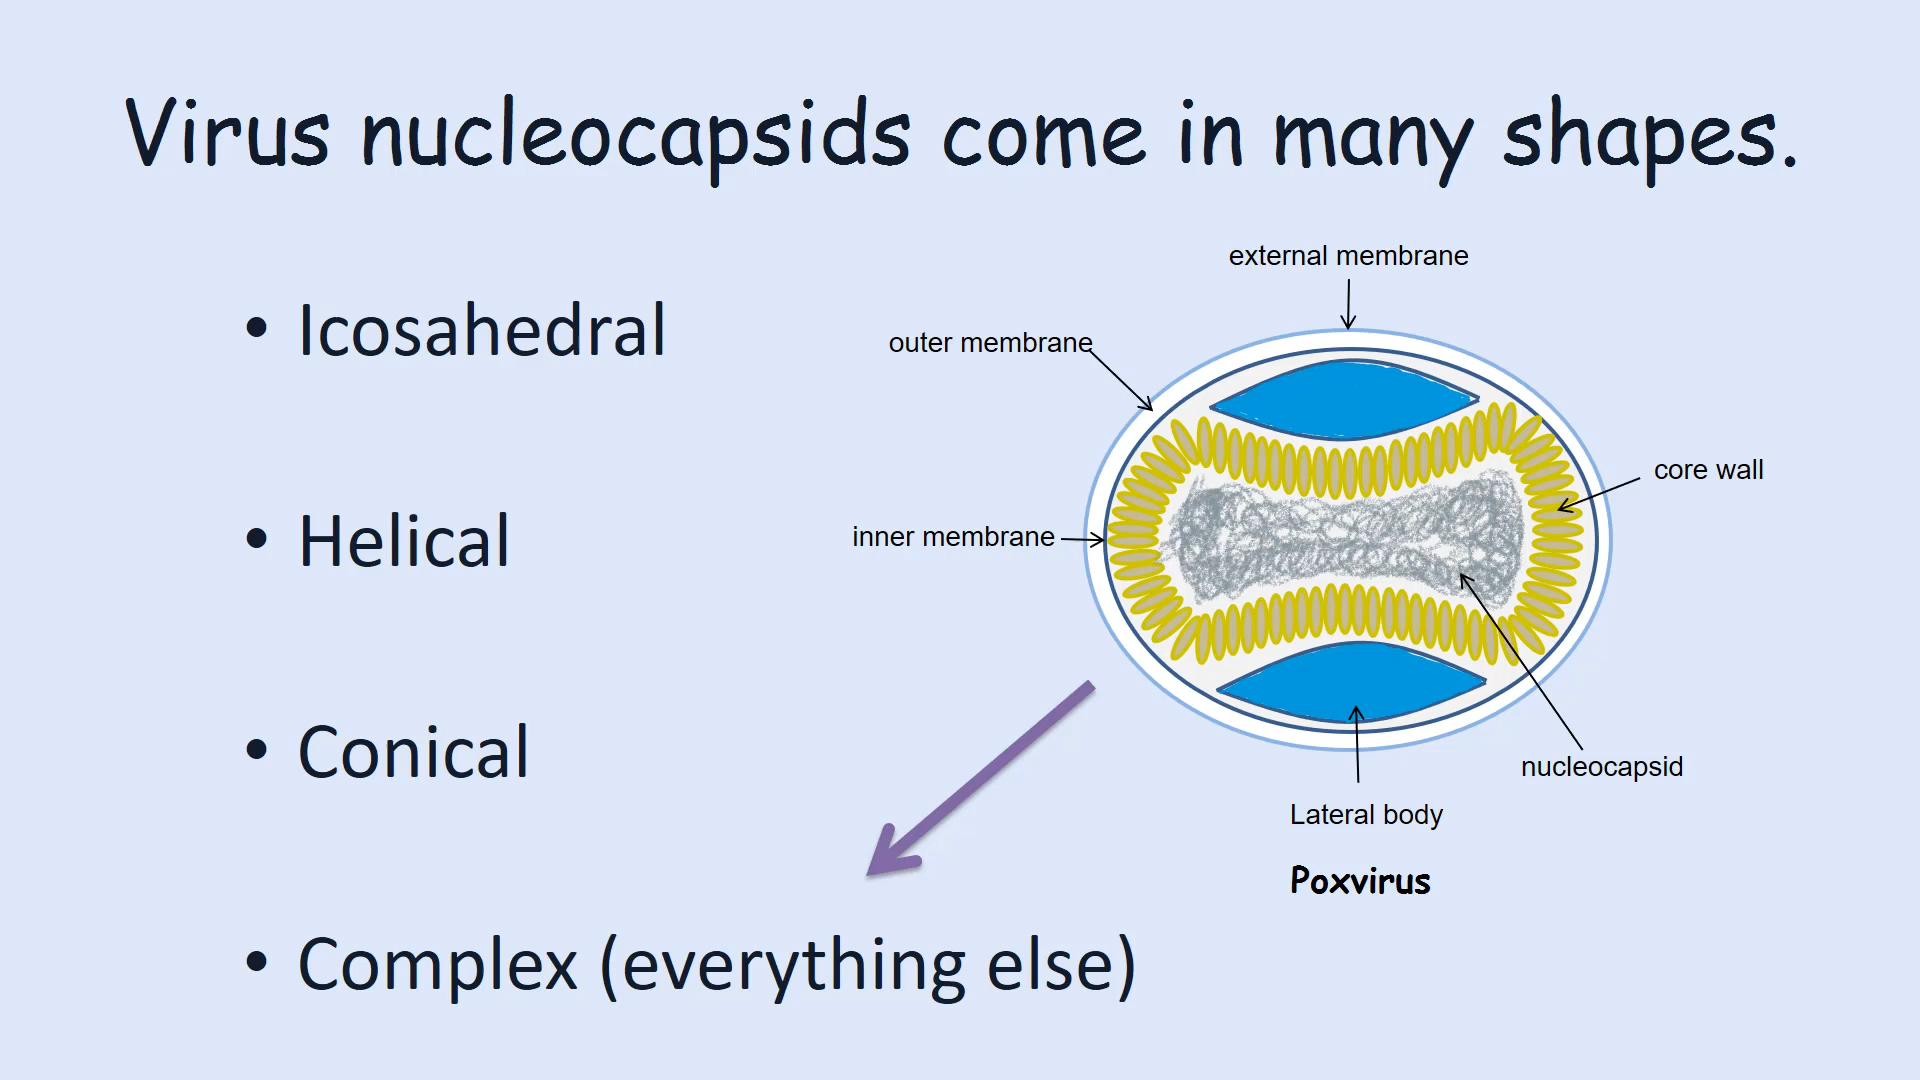 Virus nucleocapsids come in many shapes.
• Icosahedral
• Helical
• Conical
• Complex (everything else)
external membrane
outer membrane
core wall
inner membrane
nucleocapsid
Lateral body
Poxvirus